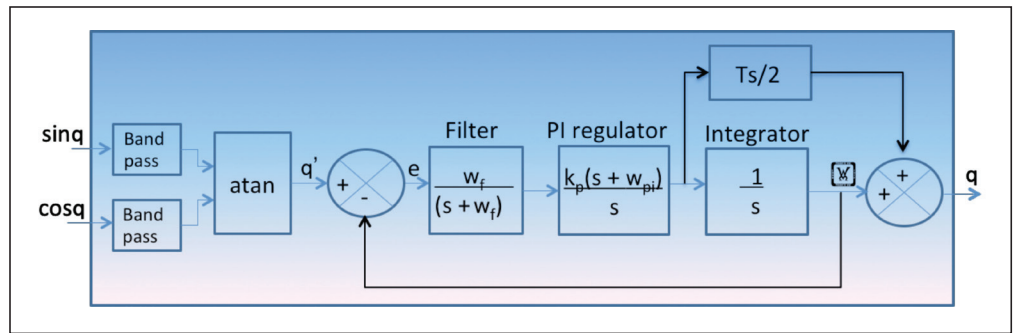 sinq
Band
pass
cosq
Band
pass
atan
q’
+
-
e
Filter
w_f
(s + w_f)
PI regulator
k_p(s + w_pi)
s
Ts/2
Integrator
1
s
+
+
q